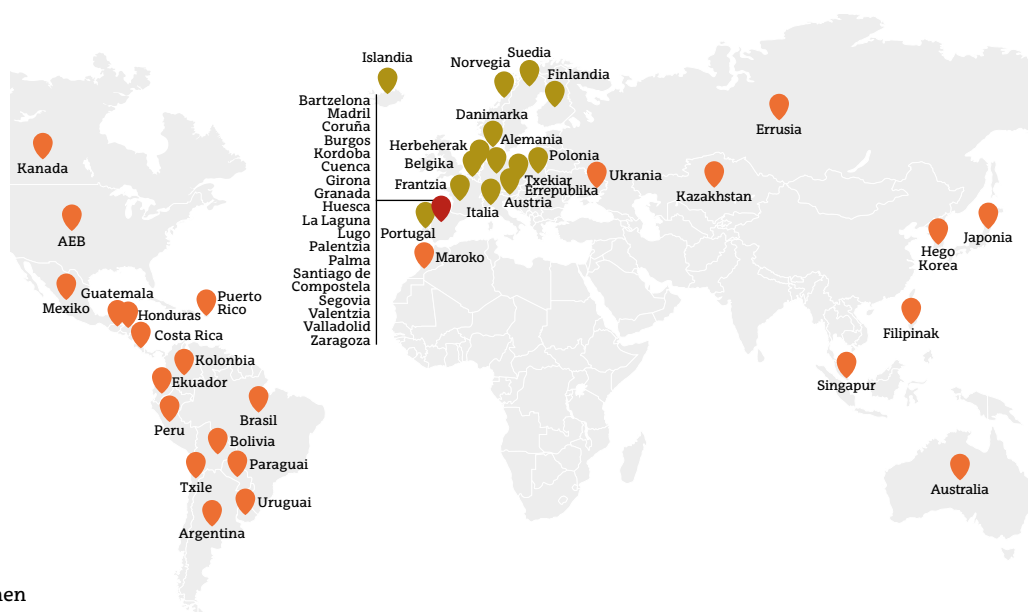 Islandia
Norvegia
Suedia
Finlandia
Danimarka
Herbeherak
Alemania
Belgika
Polonia
Frantzia
Txekiar
Errepublika
Austria
Italia
Portugal
Maroko
Ukrania
Errusia
Kazakhstan
Japonia
Hego
Korea
Filipinak
Singapur
Australia
Bartzelona
Madril
Coruña
Burgos
Kordoba
Cuenca
Girona
Granada
Huesca
La Laguna
Lugo
Palentzia
Palma
Santiago de
Compostela
Segovia
Valentzia
Valladolid
Zaragoza
Kanada
AEB
Mexiko
Guatemala
Honduras
Puerto
Rico
Costa Rica
Kolonbia
Ekuador
Peru
Brasil
Bolivia
Paraguai
Txile
Uruguai
Argentina